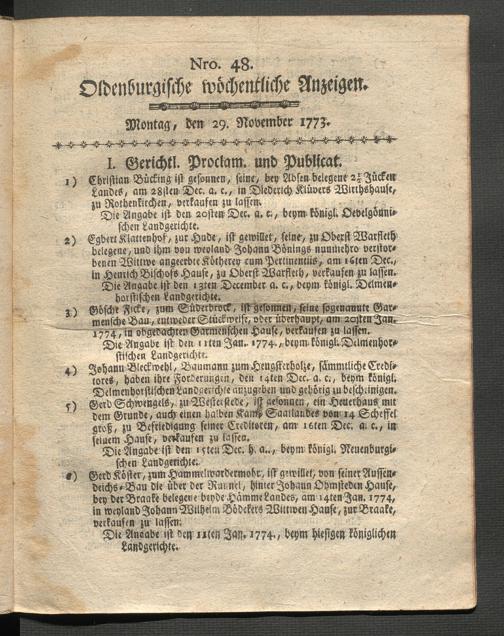 Nro. 48.
Oldenburgische wöchentliche Anzeigen.
Montag, den 29. November 1773.
I. Gerichtl. Proclam. und Publicat.
1) Christian Bücking ist gesonnen, seine, bey Absen belegene Jücken
Landes, am 28sten Dec. a. c., in Diederich Klüvers Wirthshause,
zu Rothenkirchen, verkaufen zu lassen.
Die Angabe ist den 20sten Dec. a. c., beym königl. Oevelgönni-
schen Landgerichte.
2) Egbert Klattenhof, zur Hude, ist gewillet, seine, zu Oberst Warfleth
belegene, und ihm von weyland Johann Bönings nunmehro verstor-
benen Wittwe angeerbte Kötherey cum Pertinentiis, am 16ten Dec.,
in Henrich Bischofs Hause, zu Oberst Warfleth, verkaufen zu lassen.
Die Angabe ist den 13ten December a. c., beym königl. Delmen-
horstischen Landgerichte.
3) Göscht Ficke, zum Süderbrock, ist gesonnen, seine sogenannte Gar-
mensche Bau, entweder Stückweise, oder überhaupt, am 20sten Jan.
1774, in obgedachten Garmenschen Hause, verkaufen zu lassen.
Die Angabe ist den 11ten Jan. 1774., beym königl. Delmenhor-
stischen Landgerichte.
4) Johann Bleckwehl, Baumann zum Hengsterholze, sämmtliche Credi-
tores, haben ihre Forderungen, den 14ten Dec. a. c., beym königl.
Delmenhorstischen Landgerichte anzugeben und gehörig zu bescheinigen.
5) Gerd Schwengels, zu Westerstede, ist gesonnen, ein Heuerhaus mit
dem Grunde, auch einen halben Kamp Saatlandes von 14 Scheffel
groß, zu Befriedigung seiner Creditoren, am 16ten Dec. a. c., in
seinem Hause, verkaufen zu lassen.
Die Angabe ist den 15ten Dec. h. a., beym königl. Neuenburgi-
schen Landgerichte.
6) Gerd Köster, zum Hammelwardermohr, ist gewillet, von seiner Aussen-
deichs-Bau die über der Raunel, hinter Johann Ohmsteden Hause,
bey der Braake belegene beyde Hämme Landes, am 14ten Jan. 1774,
in weyland Johann Wilhelm Bödekers Wittwen Hause, zur Braake,
verkaufen zu lassen.
Die Angabe ist den 11ten Jan. 1774., beym hiesigen königlichen
Landgerichte.